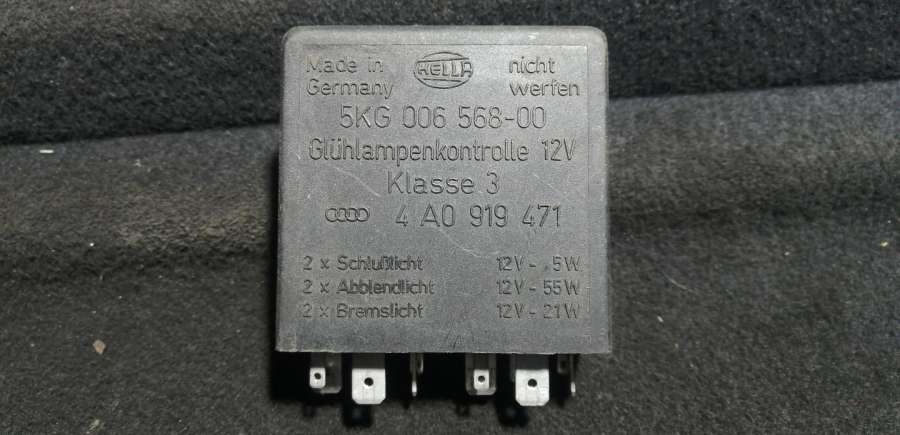 Made in HELLA nicht
Germany werfen
5KG 006 568-00
Glühlampenkontrolle 12V
Klasse 3
4 A0 919 471
2 x Schlußlicht 12V - 5W
2 x Abblendlicht 12V - 55W
2 x Bremslicht 12V - 21W